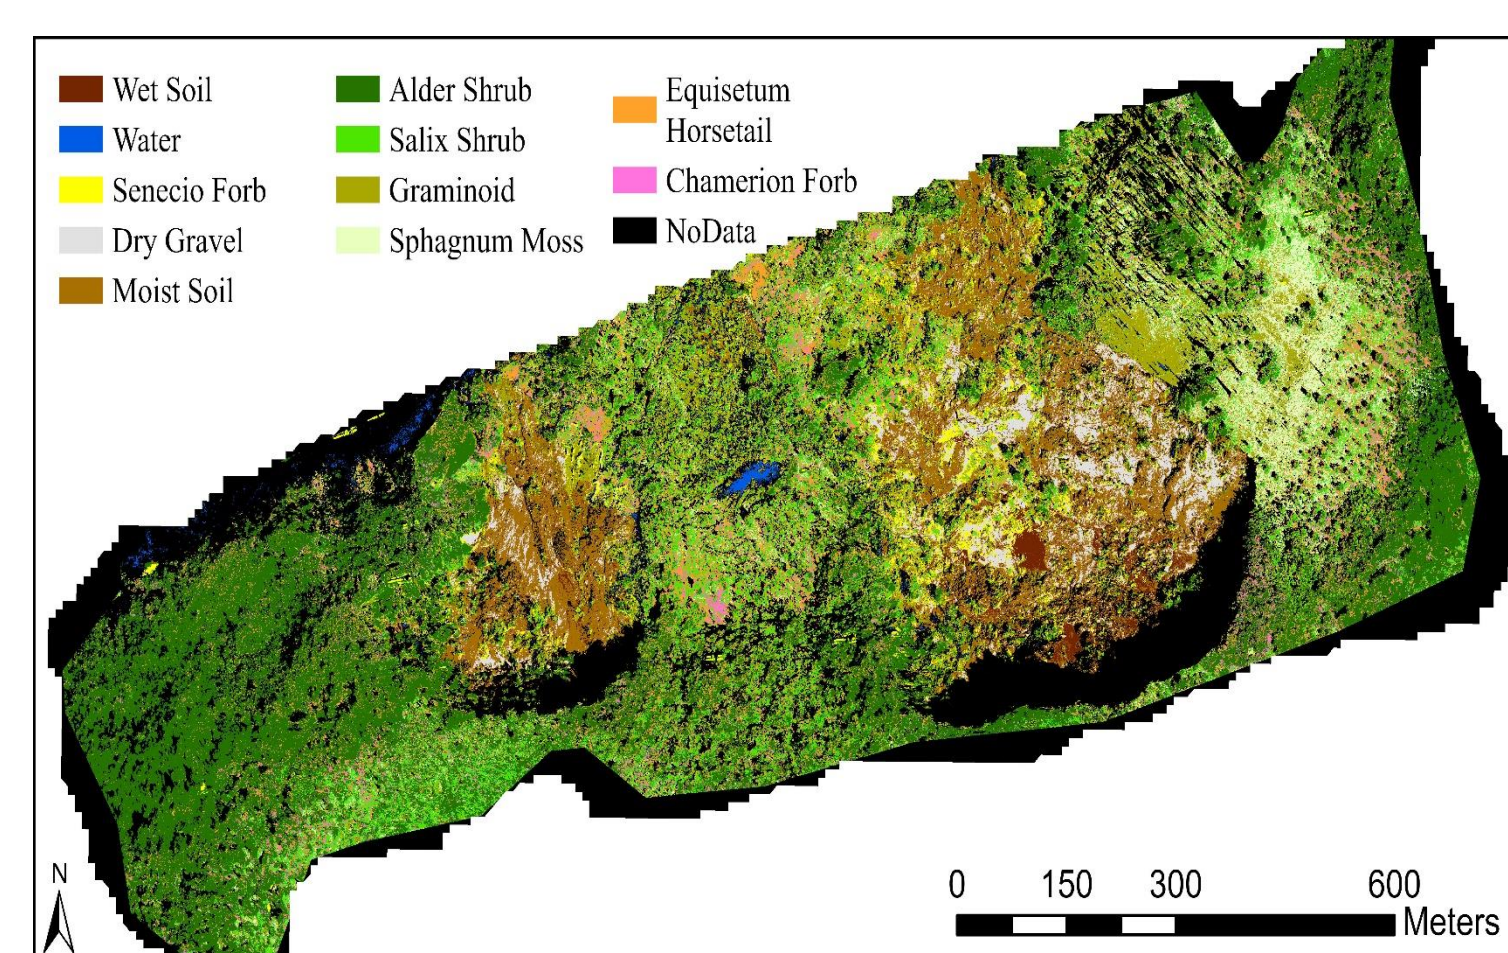 Wet Soil
Water
Senecio Forb
Dry Gravel
Moist Soil
Alder Shrub
Salix Shrub
Graminoid
Sphagnum Moss
Equisetum
Horsetail
Chamerion Forb
NoData
N
0 150 300 600
Meters